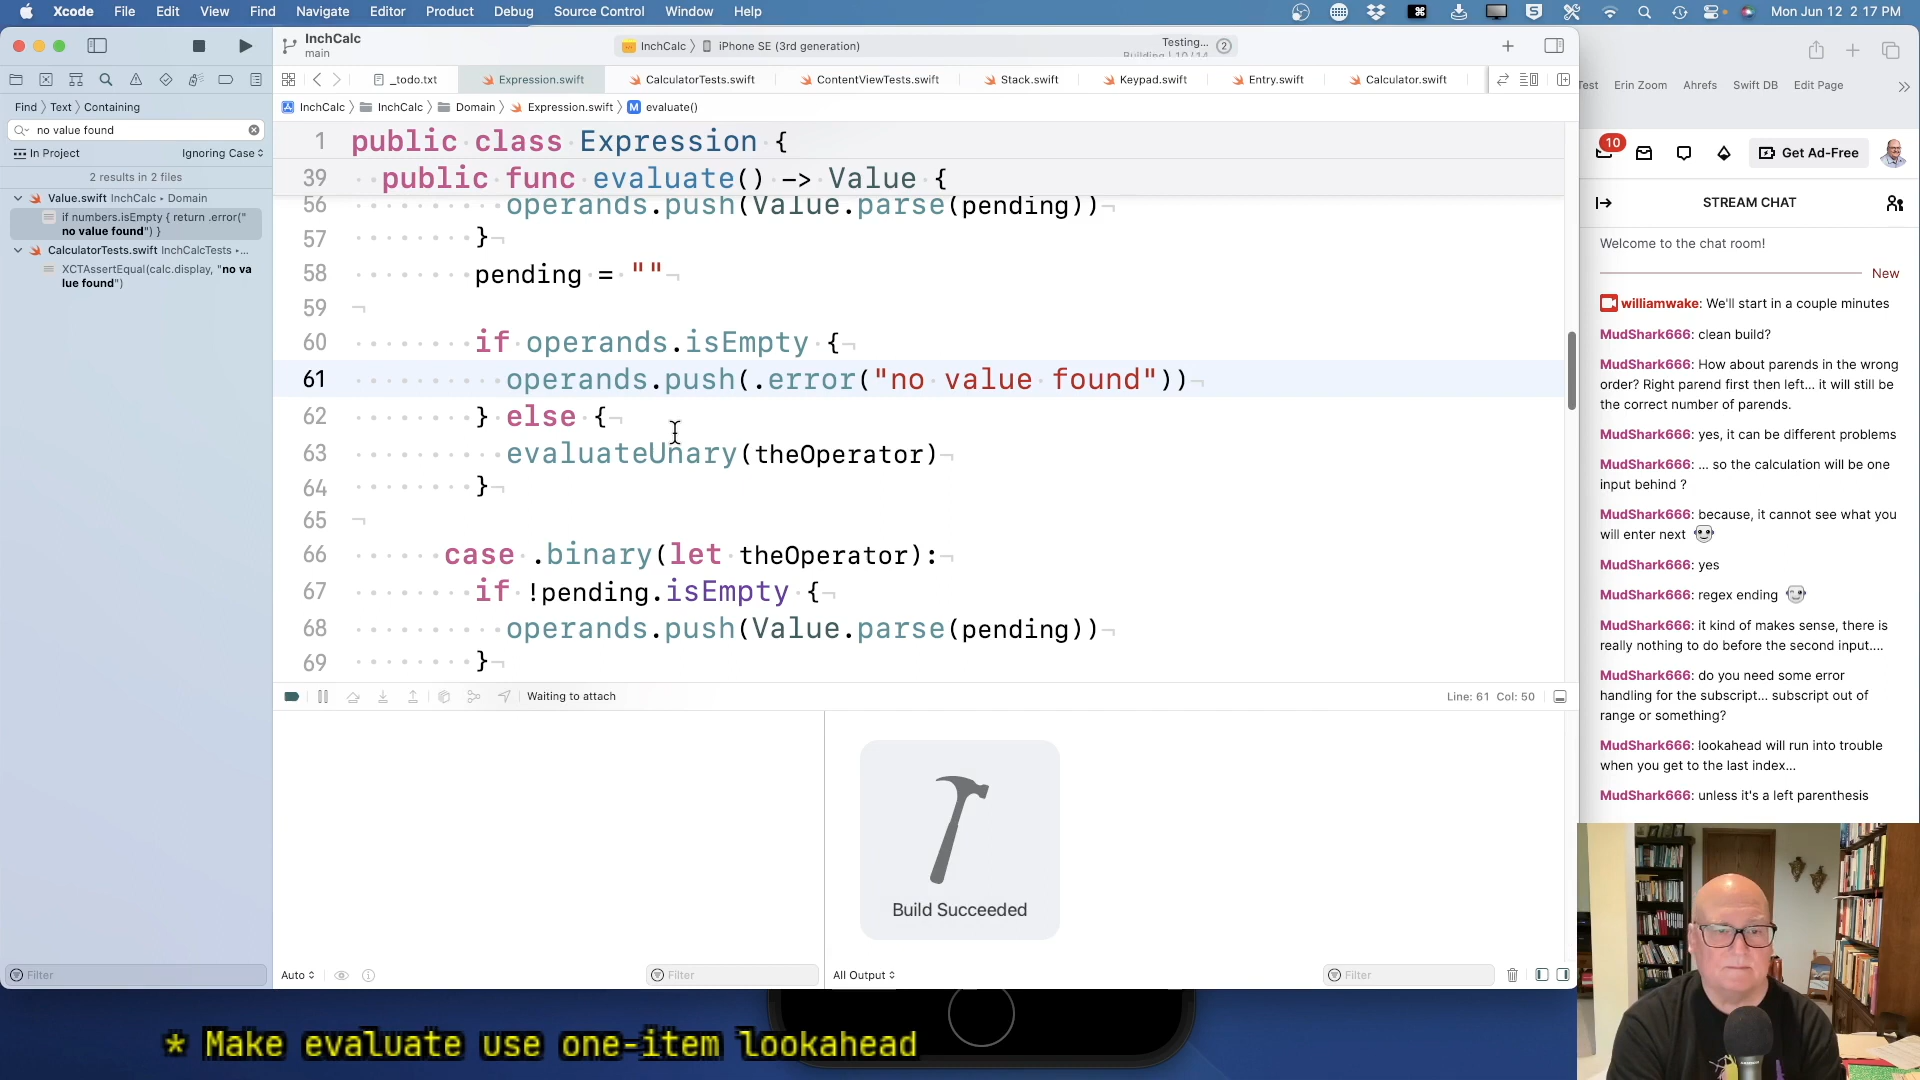 Xcode File Edit View Find Navigate Editor Product Debug Source Control Window Help
Mon Jun 12 2 17 PM
InchCalc
main
InchCalc 〉 iPhone SE (3rd generation)
Testing...
2
_todo.txt Expression.swift CalculatorTests.swift ContentViewTests.swift Stack.swift Keypad.swift Entry.swift Calculator.swift
Find 〉 Text 〉 Containing
InchCalc 〉 InchCalc 〉 Domain 〉 Expression.swift 〉 M evaluate()
no value found
In Project Ignoring Case
2 results in 2 files
Value.swift InchCalc • Domain
if numbers.isEmpty { return .error("
no value found") }
CalculatorTests.swift InchCalcTests •...
XCTAssertEqual(calc.display, "no va
lue found")
1 public class Expression {
39 public func evaluate() -> Value {
56 operands.push(Value.parse(pending))
57 }
58 pending = ""
59
60 if operands.isEmpty {
61 operands.push(.error("no value found"))
62 } else {
63 evaluateUnary(theOperator)
64 }
65
66 case .binary(let theOperator):
67 if !pending.isEmpty {
68 operands.push(Value.parse(pending))
69 }
Waiting to attach
Line: 61 Col: 50
Build Succeeded
Filter
Auto
Filter
All Output
Filter
* Make evaluate use one-item lookahead
Erin Zoom Ahrefs Swift DB Edit Page
10
Get Ad-Free
STREAM CHAT
Welcome to the chat room!
New
williamwake: We'll start in a couple minutes
MudShark666: clean build?
MudShark666: How about parends in the wrong
order? Right parend first then left... it will still be
the correct number of parends.
MudShark666: yes, it can be different problems
MudShark666: ... so the calculation will be one
input behind ?
MudShark666: because, it cannot see what you
will enter next
MudShark666: yes
MudShark666: regex ending
MudShark666: it kind of makes sense, there is
really nothing to do before the second input....
MudShark666: do you need some error
handling for the subscript... subscript out of
range or something?
MudShark666: lookahead will run into trouble
when you get to the last index...
MudShark666: unless it's a left parenthesis